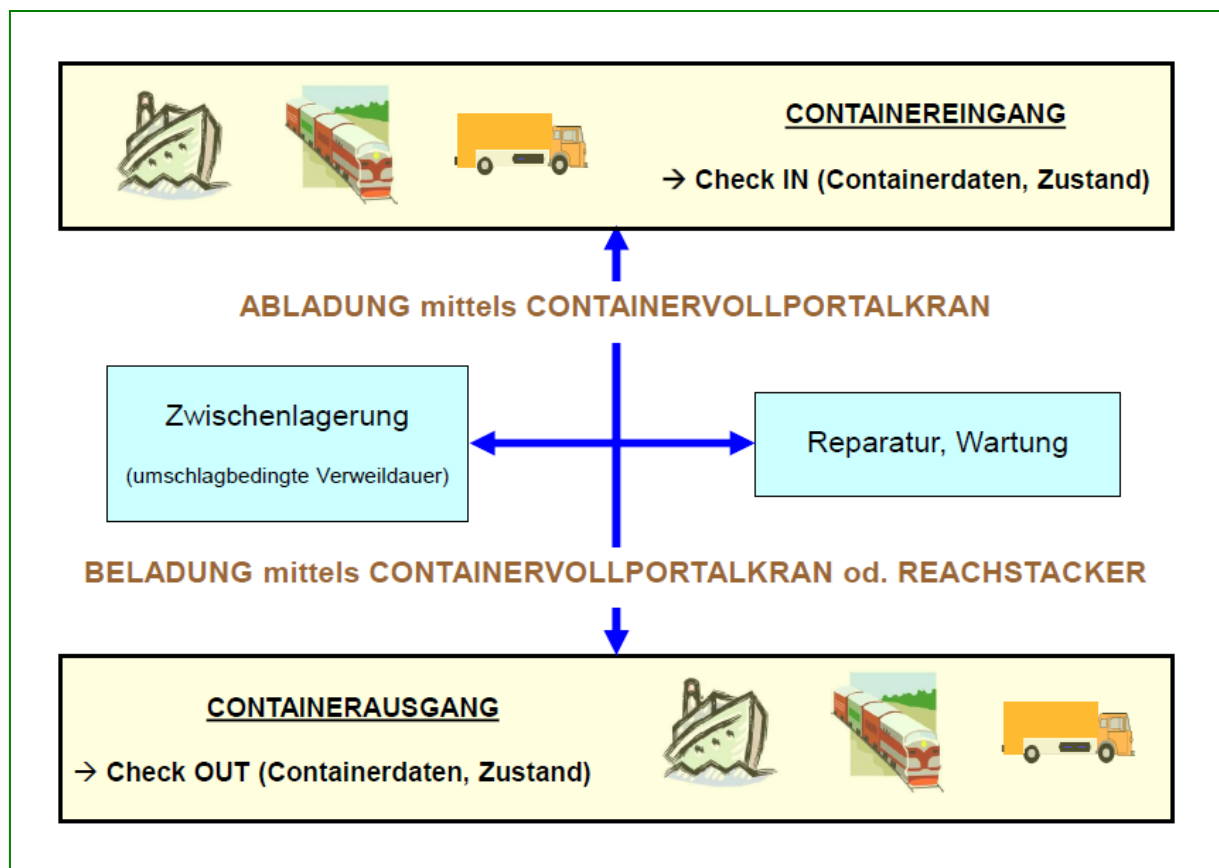 CONTAINEREINGANG
→ Check IN (Containerdaten, Zustand)
ABLADUNG mittels CONTAINERVOLLPORTALKRAN
Zwischenlagerung
(umschlagbedingte Verweildauer)
Reparatur, Wartung
BELADUNG mittels CONTAINERVOLLPORTALKRAN od. REACHSTACKER
CONTAINERAUSGANG
→ Check OUT (Containerdaten, Zustand)